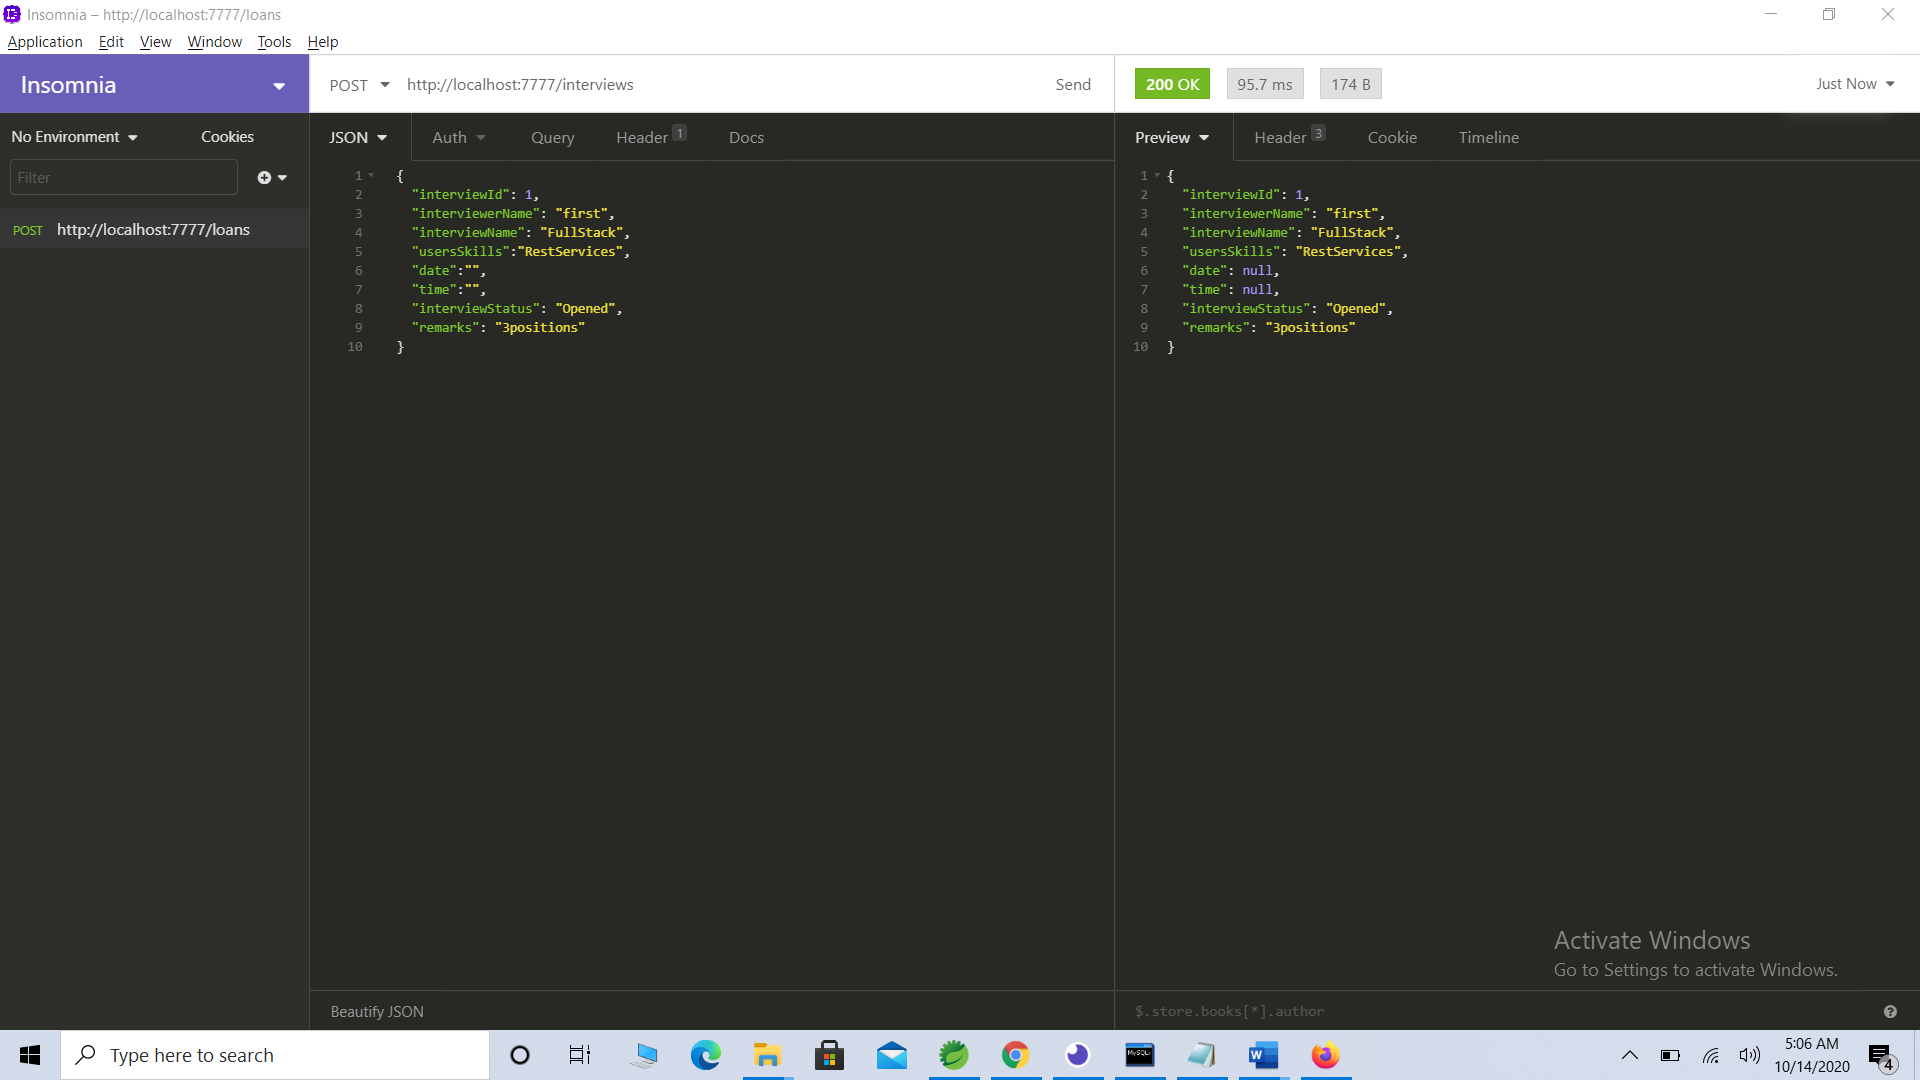 Insomnia – http://localhost:7777/loans
Application Edit View Window Tools Help
Insomnia
POST http://localhost:7777/interviews Send
200 OK 95.7 ms 174 B Just Now
No Environment Cookies
JSON Auth Query Header 1 Docs
Preview Header 3 Cookie Timeline
Filter
POST http://localhost:7777/loans
1 {
2 "interviewId": 1,
3 "interviewerName": "first",
4 "interviewName": "FullStack",
5 "usersSkills":"RestServices",
6 "date":"",
7 "time":"",
8 "interviewStatus": "Opened",
9 "remarks": "3positions"
10 }
1 {
2 "interviewId": 1,
3 "interviewerName": "first",
4 "interviewName": "FullStack",
5 "usersSkills": "RestServices",
6 "date": null,
7 "time": null,
8 "interviewStatus": "Opened",
9 "remarks": "3positions"
10 }
Activate Windows
Go to Settings to activate Windows.
Beautify JSON
$.store.books[*].author
Type here to search
MySQL
W
5:06 AM
10/14/2020
4